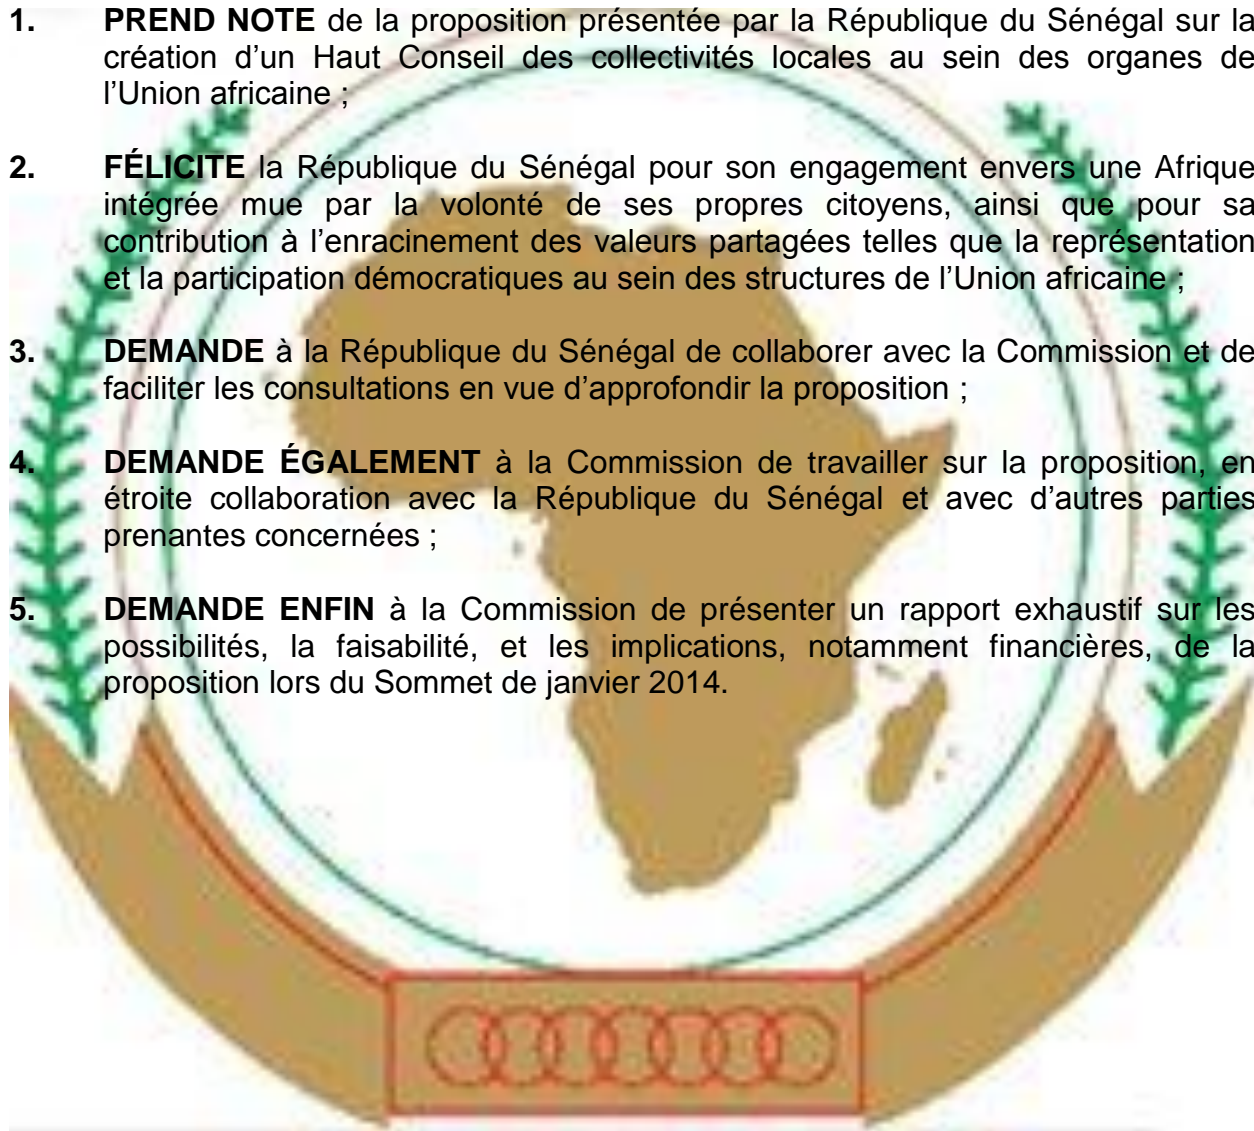 1. PREND NOTE de la proposition présentée par la République du Sénégal sur la
création d’un Haut Conseil des collectivités locales au sein des organes de
l’Union africaine ;
2. FÉLICITE la République du Sénégal pour son engagement envers une Afrique
intégrée mue par la volonté de ses propres citoyens, ainsi que pour sa
contribution à l’enracinement des valeurs partagées telles que la représentation
et la participation démocratiques au sein des structures de l’Union africaine ;
3. DEMANDE à la République du Sénégal de collaborer avec la Commission et de
faciliter les consultations en vue d’approfondir la proposition ;
4. DEMANDE ÉGALEMENT à la Commission de travailler sur la proposition, en
étroite collaboration avec la République du Sénégal et avec d’autres parties
prenantes concernées ;
5. DEMANDE ENFIN à la Commission de présenter un rapport exhaustif sur les
possibilités, la faisabilité, et les implications, notamment financières, de la
proposition lors du Sommet de janvier 2014.